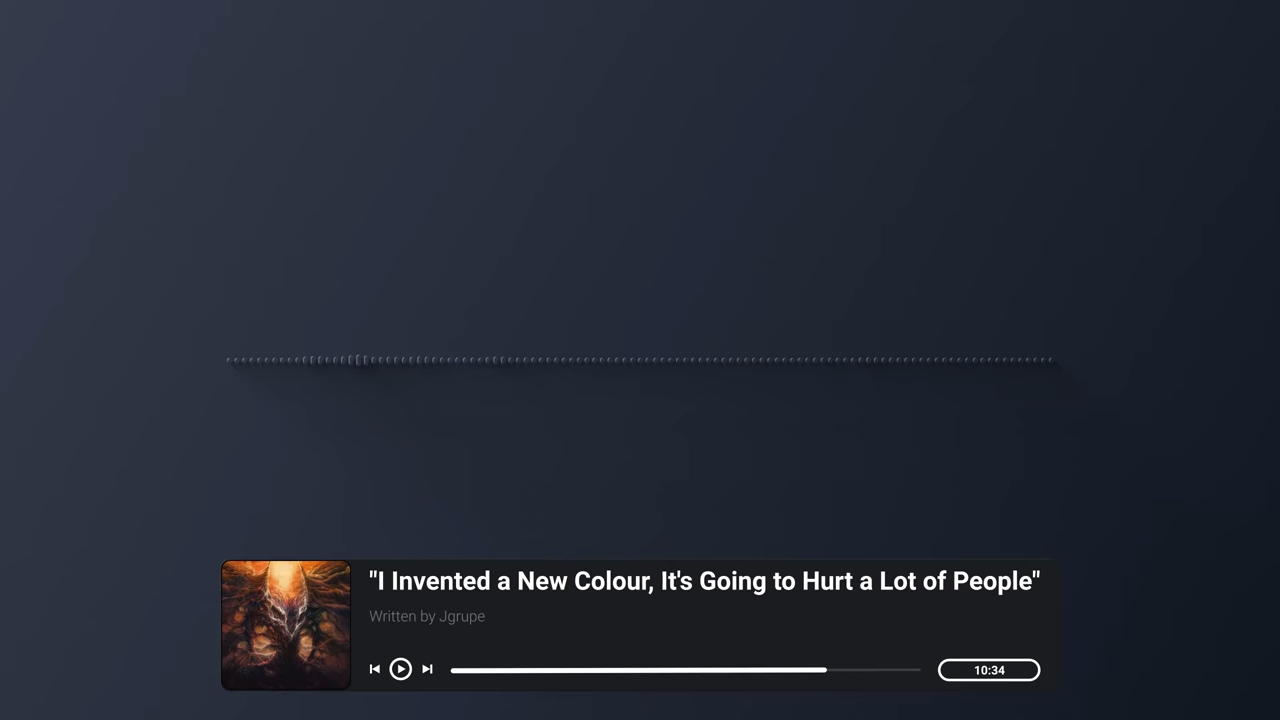 "I Invented a New Colour, It's Going to Hurt a Lot of People"
Written by Jgrupe
10:34